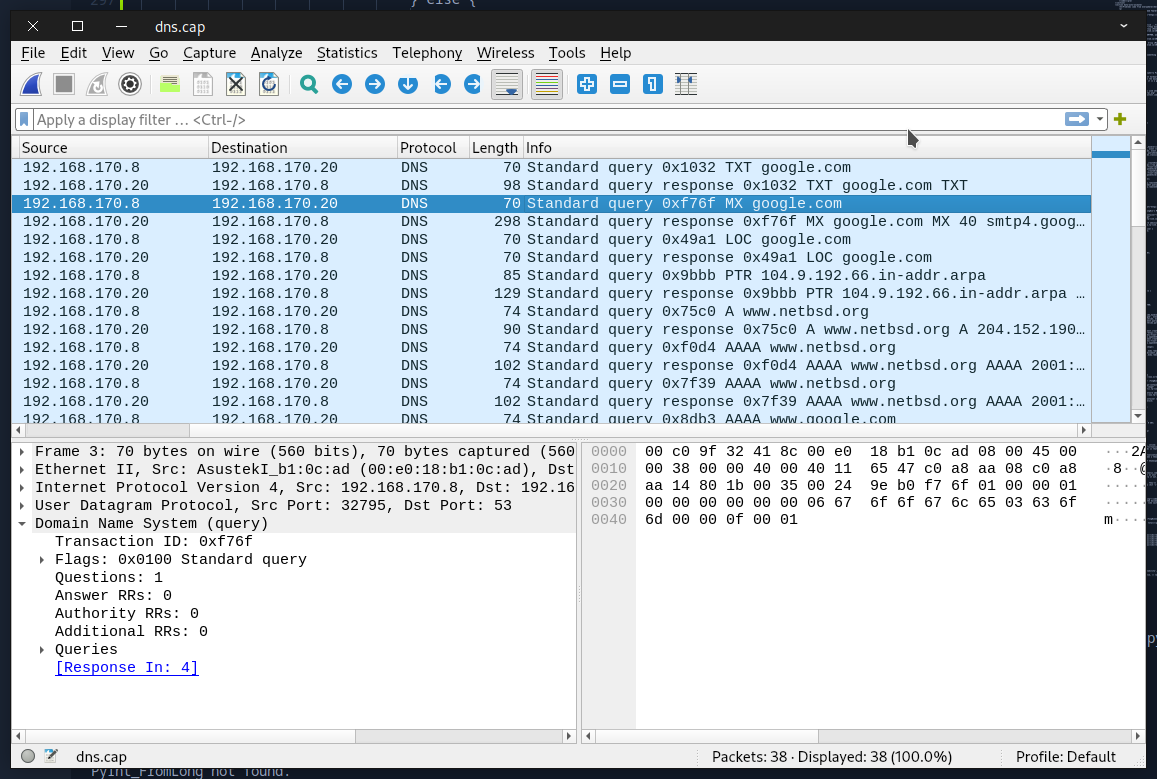 297
} else {
dns.cap
File Edit View Go Capture Analyze Statistics Telephony Wireless Tools Help
Apply a display filter … <Ctrl-/>
Source Destination Protocol Length Info
192.168.170.8 192.168.170.20 DNS 70 Standard query 0x1032 TXT google.com
192.168.170.20 192.168.170.8 DNS 98 Standard query response 0x1032 TXT google.com TXT
192.168.170.8 192.168.170.20 DNS 70 Standard query 0xf76f MX google.com
192.168.170.20 192.168.170.8 DNS 298 Standard query response 0xf76f MX google.com MX 40 smtp4.goog…
192.168.170.8 192.168.170.20 DNS 70 Standard query 0x49a1 LOC google.com
192.168.170.20 192.168.170.8 DNS 70 Standard query response 0x49a1 LOC google.com
192.168.170.8 192.168.170.20 DNS 85 Standard query 0x9bbb PTR 104.9.192.66.in-addr.arpa
192.168.170.20 192.168.170.8 DNS 129 Standard query response 0x9bbb PTR 104.9.192.66.in-addr.arpa …
192.168.170.8 192.168.170.20 DNS 74 Standard query 0x75c0 A www.netbsd.org
192.168.170.20 192.168.170.8 DNS 90 Standard query response 0x75c0 A www.netbsd.org A 204.152.190…
192.168.170.8 192.168.170.20 DNS 74 Standard query 0xf0d4 AAAA www.netbsd.org
192.168.170.20 192.168.170.8 DNS 102 Standard query response 0xf0d4 AAAA www.netbsd.org AAAA 2001:…
192.168.170.8 192.168.170.20 DNS 74 Standard query 0x7f39 AAAA www.netbsd.org
192.168.170.20 192.168.170.8 DNS 102 Standard query response 0x7f39 AAAA www.netbsd.org AAAA 2001:…
192.168.170.8 192.168.170.20 DNS 74 Standard query 0x8db3 AAAA www.google.com
Frame 3: 70 bytes on wire (560 bits), 70 bytes captured (560
Ethernet II, Src: AsustekI_b1:0c:ad (00:e0:18:b1:0c:ad), Dst
Internet Protocol Version 4, Src: 192.168.170.8, Dst: 192.16
User Datagram Protocol, Src Port: 32795, Dst Port: 53
Domain Name System (query)
Transaction ID: 0xf76f
Flags: 0x0100 Standard query
Questions: 1
Answer RRs: 0
Authority RRs: 0
Additional RRs: 0
Queries
[Response In: 4]
0000 00 c0 9f 32 41 8c 00 e0 18 b1 0c ad 08 00 45 00 ···2A
0010 00 38 00 00 40 00 40 11 65 47 c0 a8 aa 08 c0 a8 ·8··@
0020 aa 14 80 1b 00 35 00 24 9e b0 f7 6f 01 00 00 01 ·····
0030 00 00 00 00 00 00 06 67 6f 6f 67 6c 65 03 63 6f ·····
0040 6d 00 00 0f 00 01 m····
dns.cap Packets: 38 · Displayed: 38 (100.0%) Profile: Default
PyInt_FromLong not found.